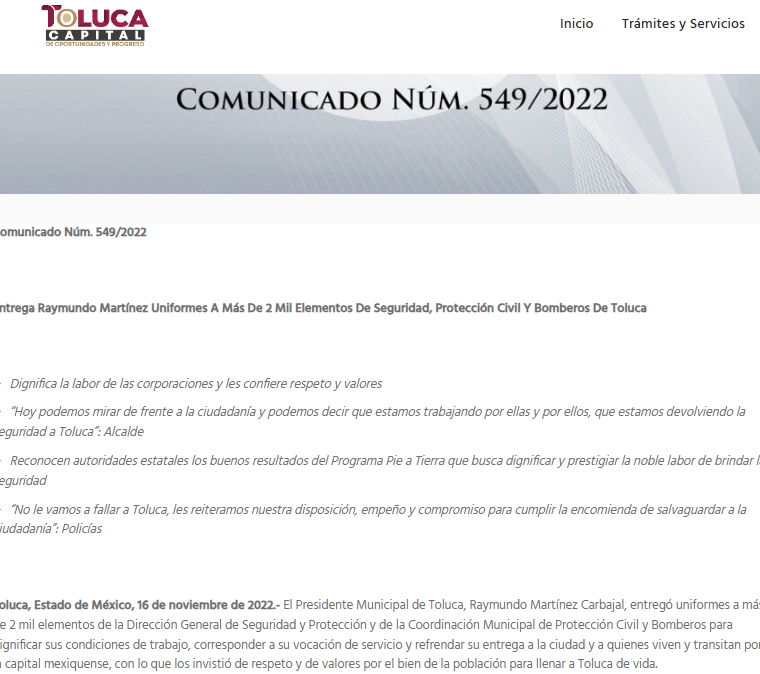 TOLUCA
CAPITAL
DE OPORTUNIDADES Y PROGRESO
Inicio Trámites y Servicios
COMUNICADO NÚM. 549/2022
omunicado Núm. 549/2022
ntrega Raymundo Martínez Uniformes A Más De 2 Mil Elementos De Seguridad, Protección Civil Y Bomberos De Toluca
Dignifica la labor de las corporaciones y les confiere respeto y valores
“Hoy podemos mirar de frente a la ciudadanía y podemos decir que estamos trabajando por ellas y por ellos, que estamos devolviendo la
eguridad a Toluca”: Alcalde
Reconocen autoridades estatales los buenos resultados del Programa Pie a Tierra que busca dignificar y prestigiar la noble labor de brindar l
eguridad
“No le vamos a fallar a Toluca, les reiteramos nuestra disposición, empeño y compromiso para cumplir la encomienda de salvaguardar a la
iudadanía”: Policías
oluca, Estado de México, 16 de noviembre de 2022.- El Presidente Municipal de Toluca, Raymundo Martínez Carbajal, entregó uniformes a más
e 2 mil elementos de la Dirección General de Seguridad y Protección y de la Coordinación Municipal de Protección Civil y Bomberos para
ignificar sus condiciones de trabajo, corresponder a su vocación de servicio y refrendar su entrega a la ciudad y a quienes viven y transitan por
a capital mexiquense, con lo que los invistió de respeto y de valores por el bien de la población para llenar a Toluca de vida.